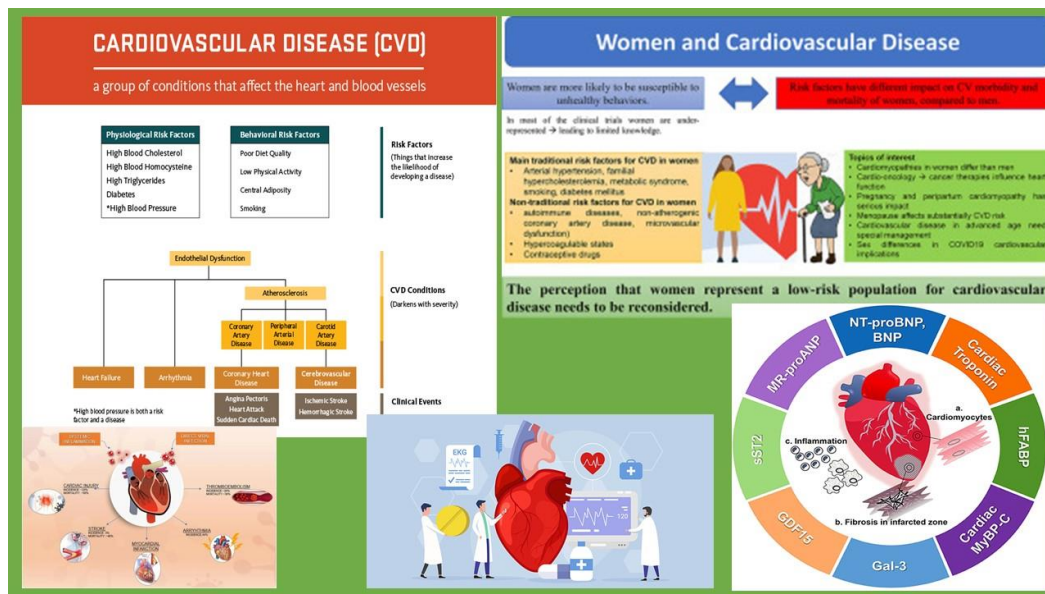 CARDIOVASCULAR DISEASE (CVD)
a group of conditions that affect the heart and blood vessels
Physiological Risk Factors
High Blood Cholesterol
High Blood Homocysteine
High Triglycerides
Diabetes
*High Blood Pressure
Behavioral Risk Factors
Poor Diet Quality
Low Physical Activity
Central Adiposity
Smoking
Risk Factors
(Things that increase
the likelihood of
developing a disease)
Endothelial Dysfunction
Atherosclerosis
Coronary
Artery
Disease
Peripheral
Arterial
Disease
Carotid
Artery
Disease
CVD Conditions
(Darkens with severity)
Heart Failure
Arrhythmia
Coronary Heart
Disease
Cerebrovascular
Disease
Angina Pectoris
Heart Attack
Sudden Cardiac Death
Ischemic Stroke
Hemorrhagic Stroke
Clinical Events
*High blood pressure is both a risk
factor and a disease
Women and Cardiovascular Disease
Women are more likely to be susceptible to
unhealthy behaviors.
Risk factors have different impact on CV morbidity and
mortality of women, compared to men.
In most of the clinical trials women are under-
represented → leading to limited knowledge.
Main traditional risk factors for CVD in women
• Arterial hypertension, familial
hypercholesterolemia, metabolic syndrome,
smoking, diabetes mellitus
Non-traditional risk factors for CVD in women
• autoimmune diseases, non-atherogenic
coronary artery disease, microvascular
dysfunction)
• Hypercoagulable states
• Contraceptive drugs
Topics of interest
• Cardiomyopathies in women differ than men
• Cardio-oncology → cancer therapies influence heart
function
• Pregnancy and peripartum cardiomyopathy have
serious impact
• Menopause affects substantially CVD risk
• Cardiovascular disease in advanced age need
special management
• Sex differences in COVID19 cardiovascular
implications
The perception that women represent a low-risk population for cardiovascular
disease needs to be reconsidered.
CARDIAC INJURY
THROMBOEMBOLISM
STROKE
ARRHYTHMIA
MYOCARDIAL
INFARCTION
EKG
120
NT-proBNP,
BNP
Cardiac
Troponin
hFABP
Cardiac
MyBP-C
Gal-3
GDF15
sST2
MR-proANP
a.
Cardiomyocytes
c. Inflammation
b. Fibrosis in infarcted zone